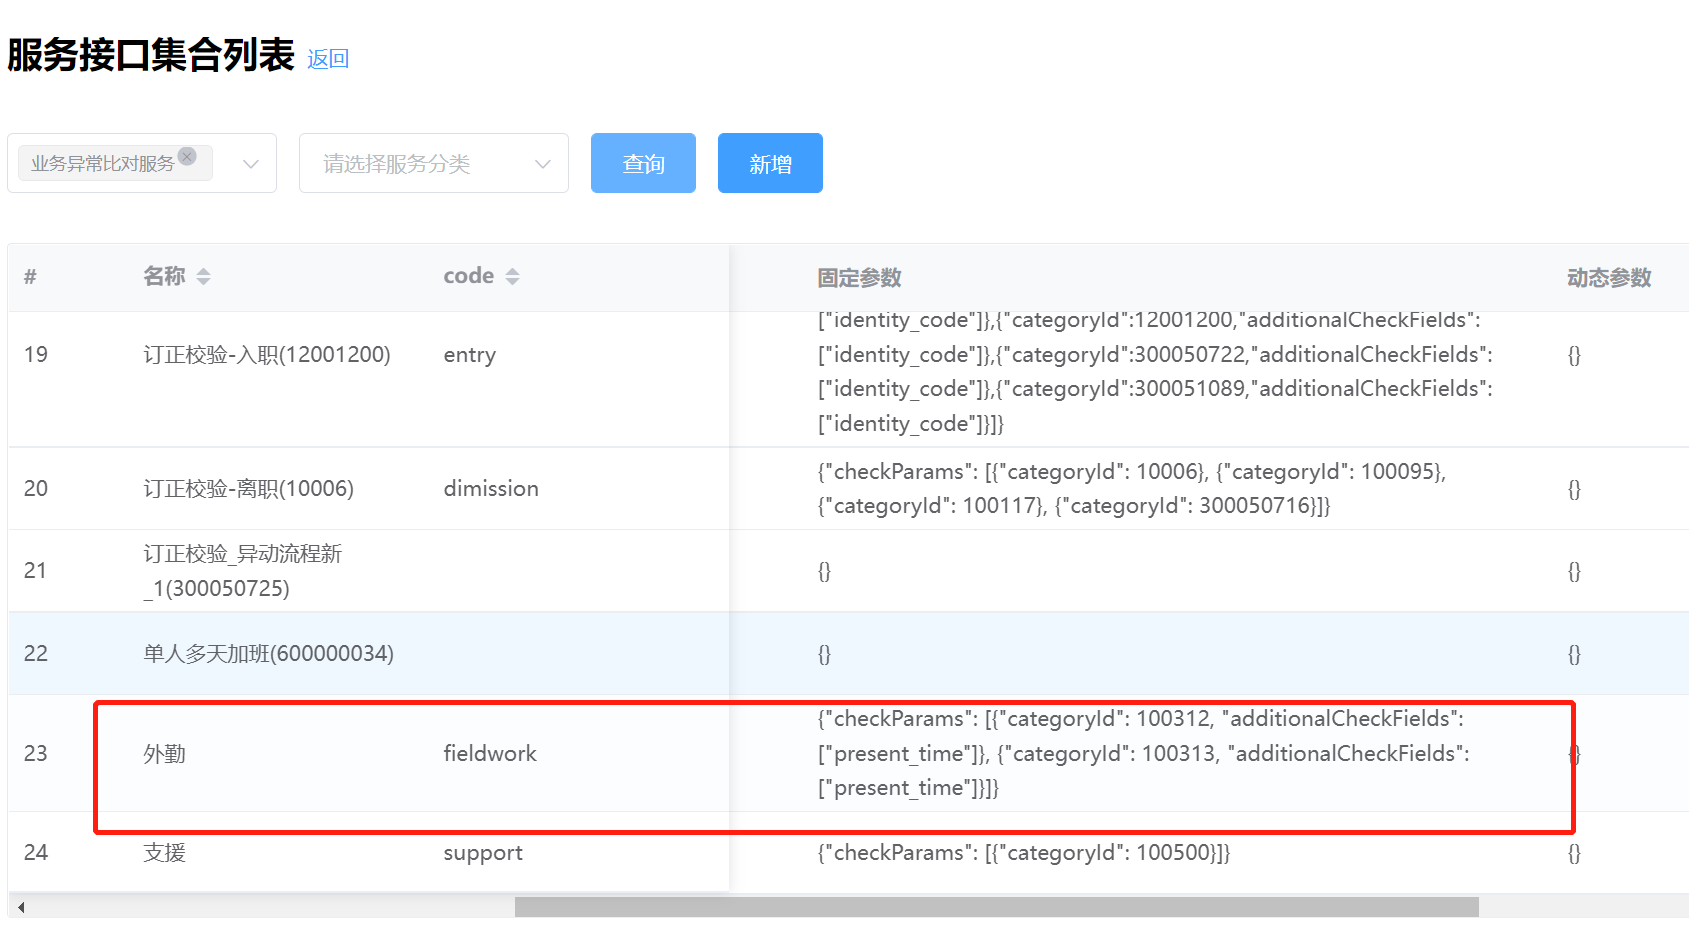 服务接口集合列表 返回
业务异常比对服务 请选择服务分类 查询 新增
# 名称 code 固定参数 动态参数
["identity_code"]},{"categoryId":12001200,"additionalCheckFields":
19 订正校验-入职(12001200) entry ["identity_code"]},{"categoryId":300050722,"additionalCheckFields": {}
["identity_code"]},{"categoryId":300051089,"additionalCheckFields":
["identity_code"]}]}
{"checkParams": [{"categoryId": 10006}, {"categoryId": 100095},
20 订正校验-离职(10006) dimission {}
{"categoryId": 100117}, {"categoryId": 300050716}]}
订正校验_异动流程新
21 {} {}
_1(300050725)
22 单人多天加班(600000034) {} {}
{"checkParams": [{"categoryId": 100312, "additionalCheckFields":
23 外勤 fieldwork ["present_time"]}, {"categoryId": 100313, "additionalCheckFields": {}
["present_time"]}]}
24 支援 support {"checkParams": [{"categoryId": 100500}]} {}